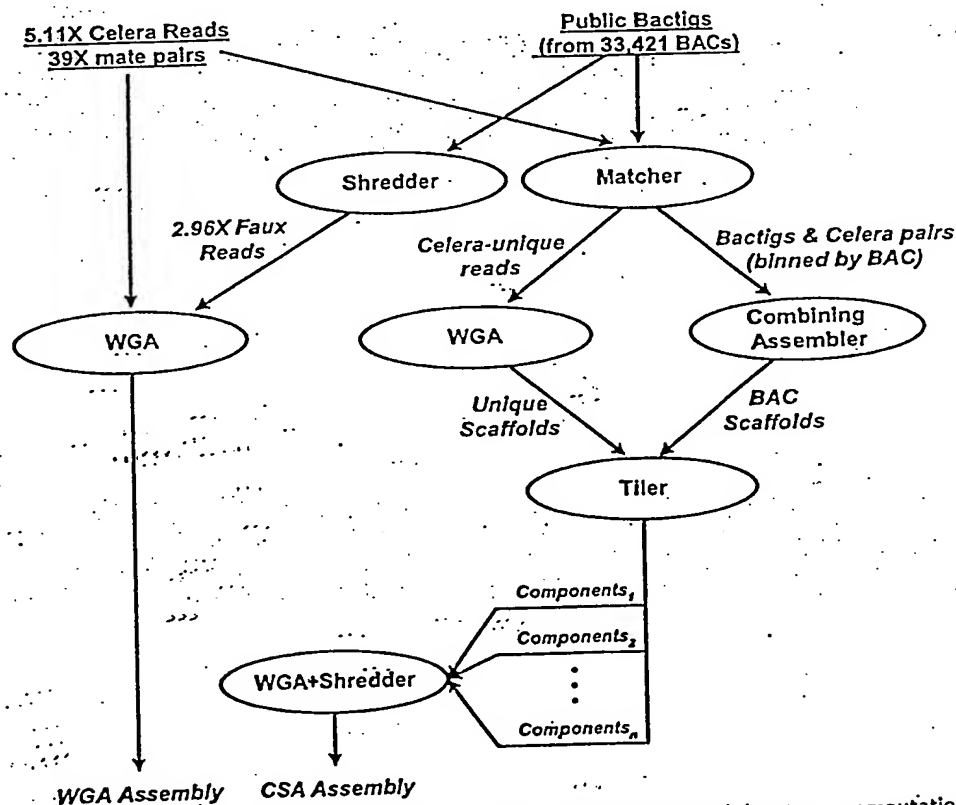 5.11X Celera Reads
39X mate pairs
Public Bactigs
(from 33,421 BACs)
Shredder
Matcher
2.96X Faux
Reads
Celera-unique
reads
Bactigs & Celera pairs
(binned by BAC)
WGA
WGA
Combining
Assembler
Unique
Scaffolds
BAC
Scaffolds
Tiler
Components1
Components2
WGA+Shredder
Componentsn
WGA Assembly
CSA Assembly